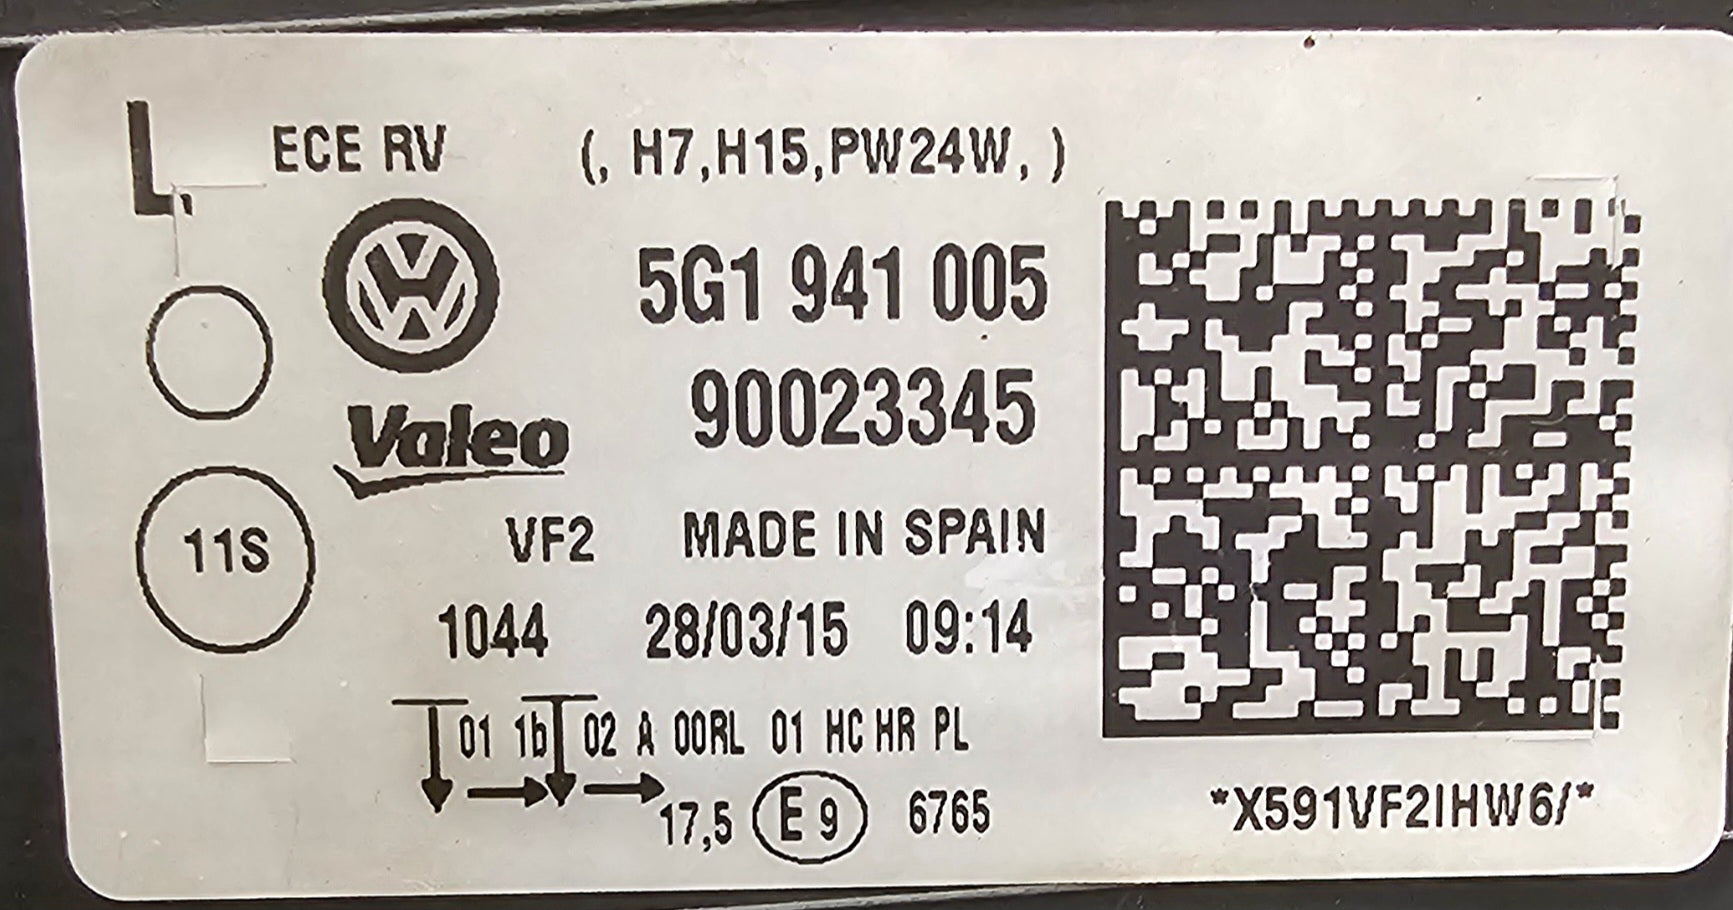 L. ECE RV (, H7,H15,PW24W, )
5G1 941 005
90023345
Valeo
11S
VF2 MADE IN SPAIN
1044 28/03/15 09:14
01 1b 02 A 00RL 01 HC HR PL
17,5 E 9 6765
*X591VF2IHW6/*